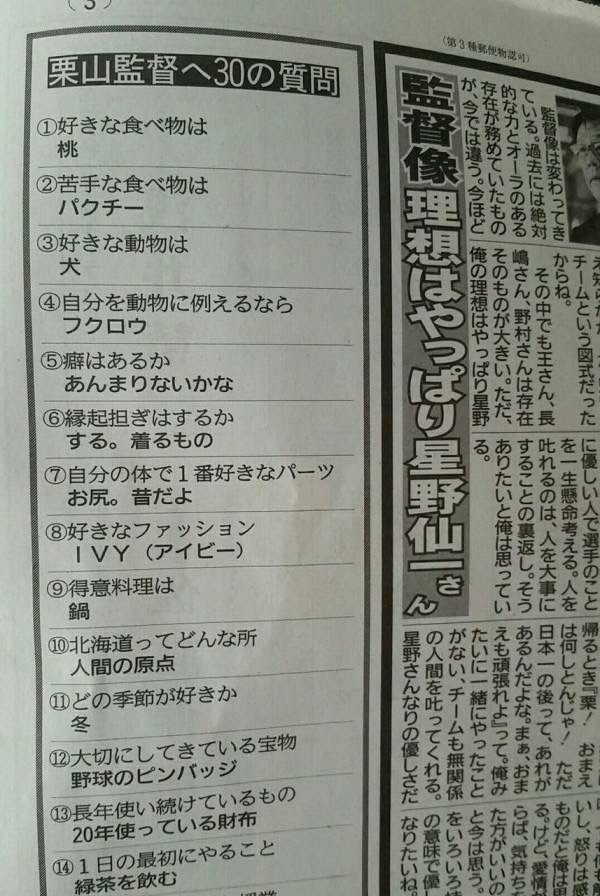 (3)
(第3種郵便物認可)
栗山監督へ30の質問
①好きな食べ物は
桃
②苦手な食べ物は
パクチー
③好きな動物は
犬
④自分を動物に例えるなら
フクロウ
⑤癖はあるか
あんまりないかな
⑥縁起担ぎはするか
する。着るもの
⑦自分の体で1番好きなパーツ
お尻。昔だよ
⑧好きなファッション
IVY(アイビー)
⑨得意料理は
鍋
⑩北海道ってどんな所
人間の原点
⑪どの季節が好きか
冬
⑫大切にしてきている宝物
野球のピンバッジ
⑬長年使い続けているもの
20年使っている財布
⑭1日の最初にやること
緑茶を飲む
監督像 理想はやっぱり星野仙一さん
監督像は変わってき
ている。過去には絶対
的な力とオーラのある
存在が務めていたもの
が、今では違う。今ほど
チームという図式だった
からね。
その中でも王さん、長
嶋さん、野村さんは存在
そのものが大きい。ただ、
俺の理想はやっぱり星野
に優しい人で選手のこと
を一生懸命考える。人を
叱れるのは、人を大事に
することの裏返し。そう
ありたいと俺は思ってい
る。
帰るとき『栗! おまえ
は何しとんじゃ! ただ
日本一の後って、あれが
あるんだよな。まぁ、おま
えも頑張れよ』って。俺み
たいに一緒にやったこと
がない、チームも無関係
の人間を叱ってくれる。
星野さんなりの優しさだ
いし、怒りは感
ものだと俺は思
る。けど、愛情が
らば、気持ち
た方がいいの
と今は思う。
をいろいろ
の意味で優
なりたいね。